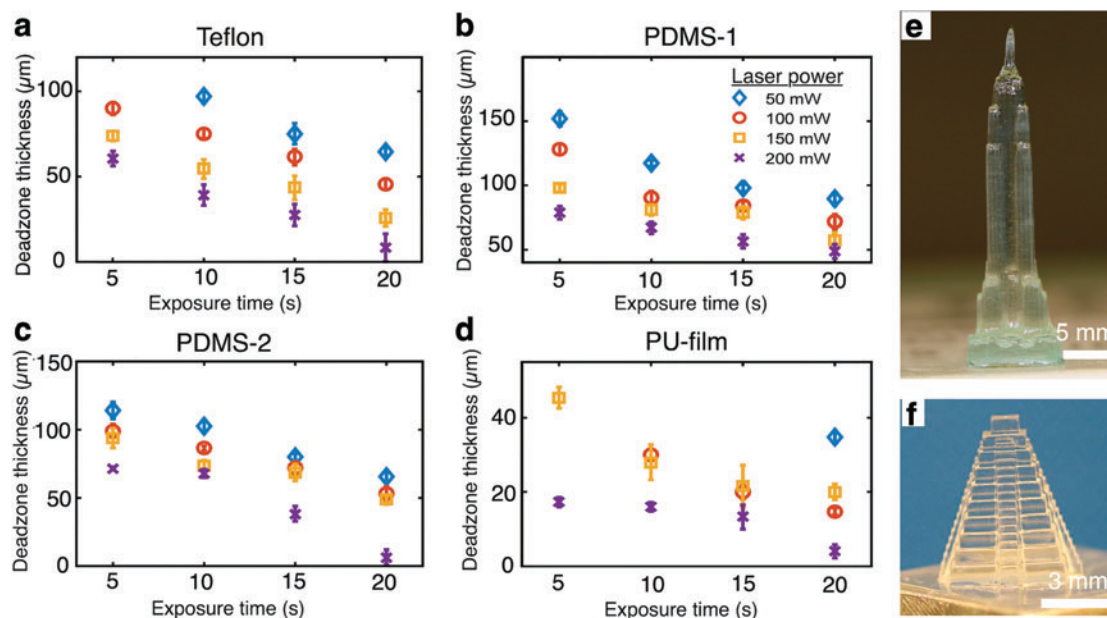 a
Teflon
Deadzone thickness (µm)
100
50
0
5 10 15 20
Exposure time (s)
b
PDMS-1
Deadzone thickness (µm)
150
100
50
Laser power
50 mW
100 mW
150 mW
200 mW
5 10 15 20
Exposure time (s)
c
PDMS-2
Deadzone thickness (µm)
150
100
50
0
5 10 15 20
Exposure time (s)
d
PU-film
Deadzone thickness (µm)
40
20
0
5 10 15 20
Exposure time (s)
e
5 mm
f
3 mm